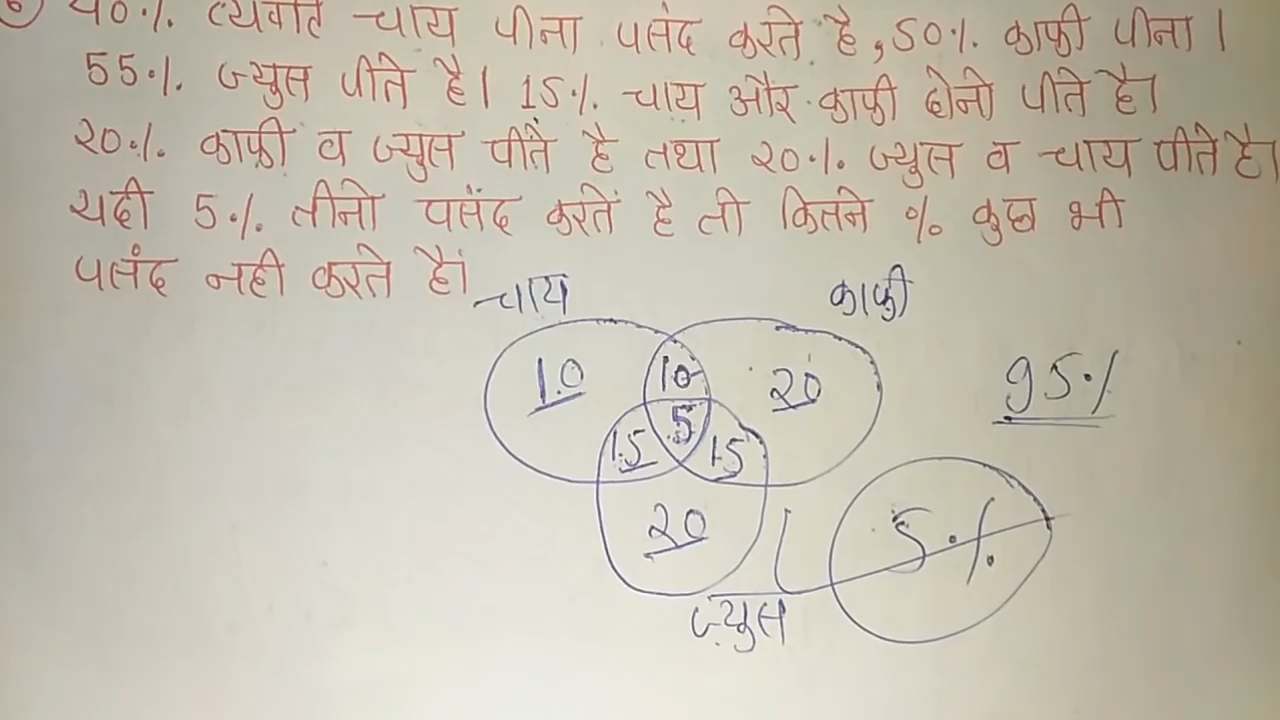 40% व्यक्ति चाय पीना पसंद करते है, 50% काफी पीना।
55% ज्युस पीते है। 15% चाय और काफी दोनो पीते है।
20% काफी व ज्युस पीते है तथा 20% ज्युस व चाय पीते है।
यदी 5% तीनो पसंद करते है तो कितने % कुछ भी
पसंद नही करते है।
चाय काफी
10 10 20 95%
5
15 15
20 5%
ज्युस